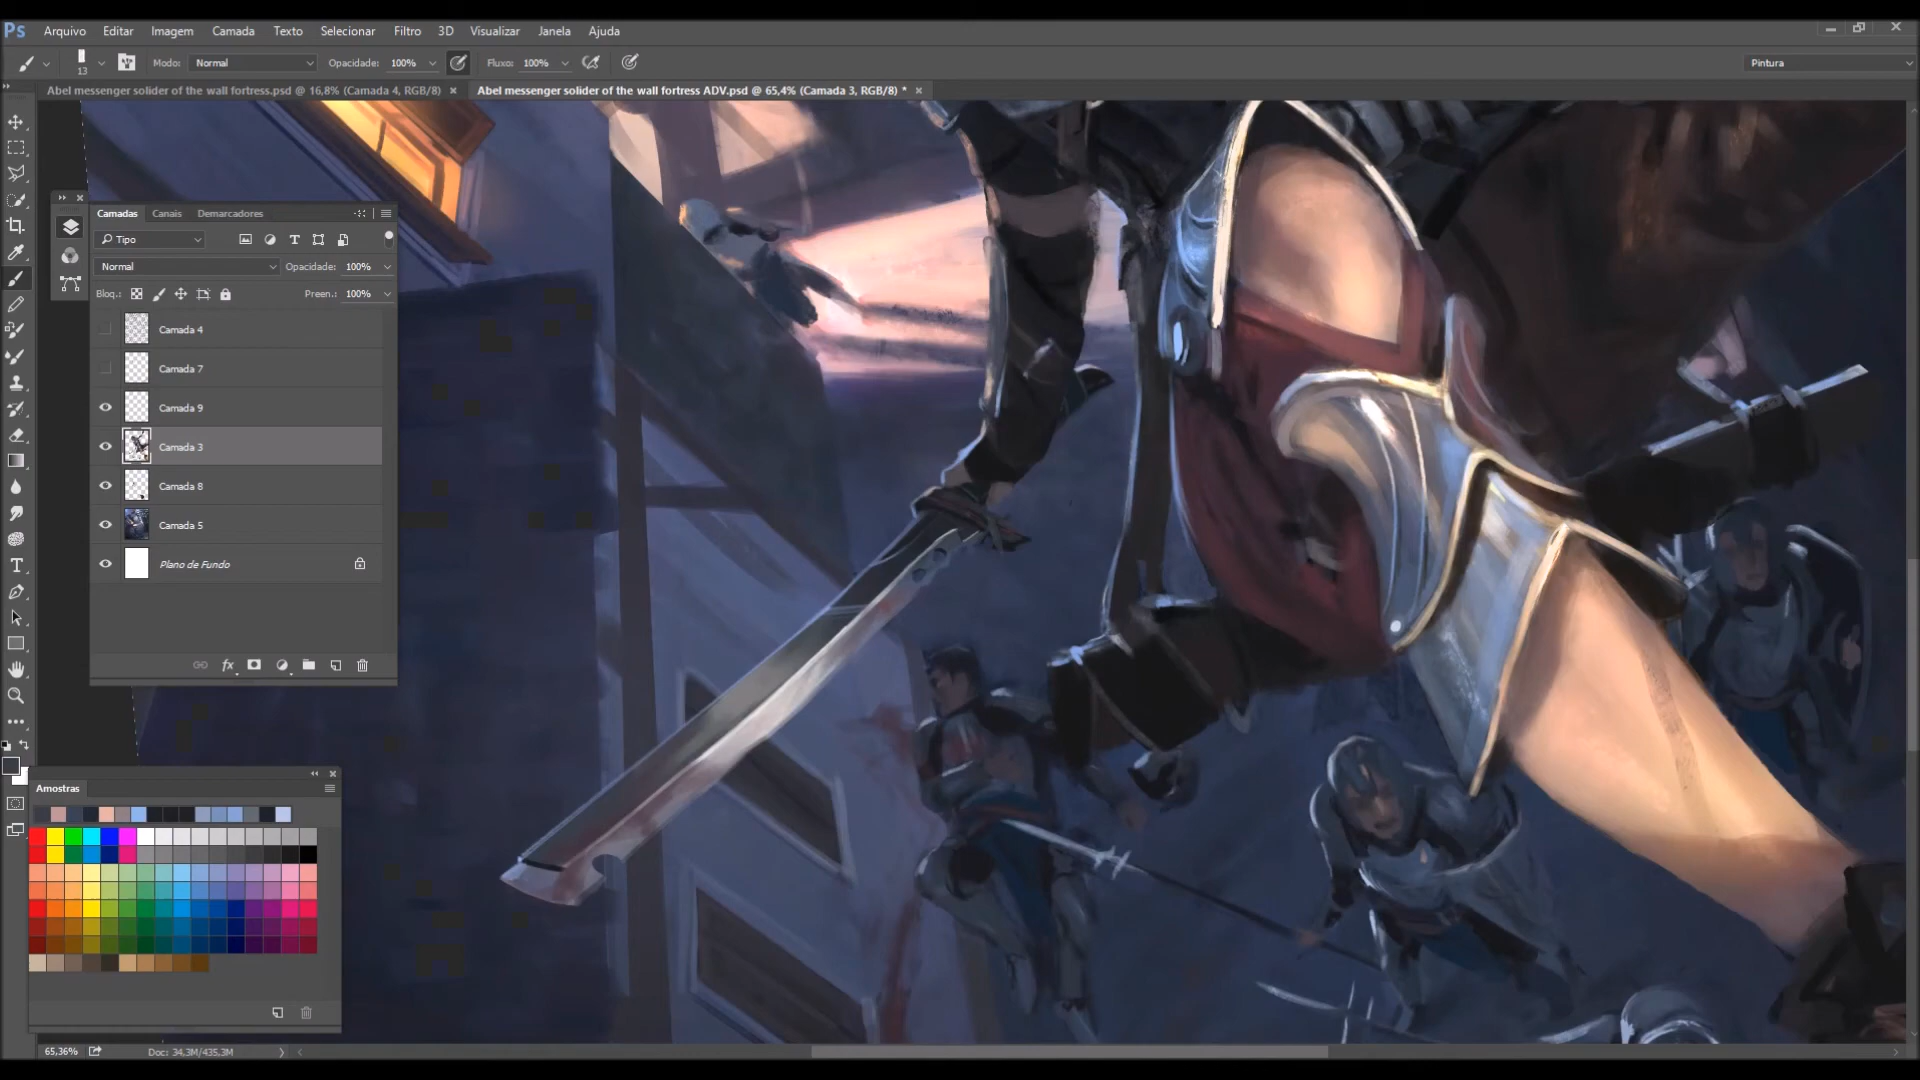 Ps Arquivo Editar Imagem Camada Texto Selecionar Filtro 3D Visualizar Janela Ajuda
13 Modo: Normal Opacidade: 100% Fluxo: 100% Pintura
Abel messenger solider of the wall fortress.psd @ 16,8% (Camada 4, RGB/8) × Abel messenger solider of the wall fortress ADV.psd @ 65,4% (Camada 3, RGB/8) * ×
Camadas Canais Demarcadores
Tipo
Normal Opacidade: 100%
Bloq.: Preen.: 100%
Camada 4
Camada 7
Camada 9
Camada 3
Camada 8
Camada 5
Plano de Fundo
fx
Amostras
65,36% Doc: 34,3M/435,3M